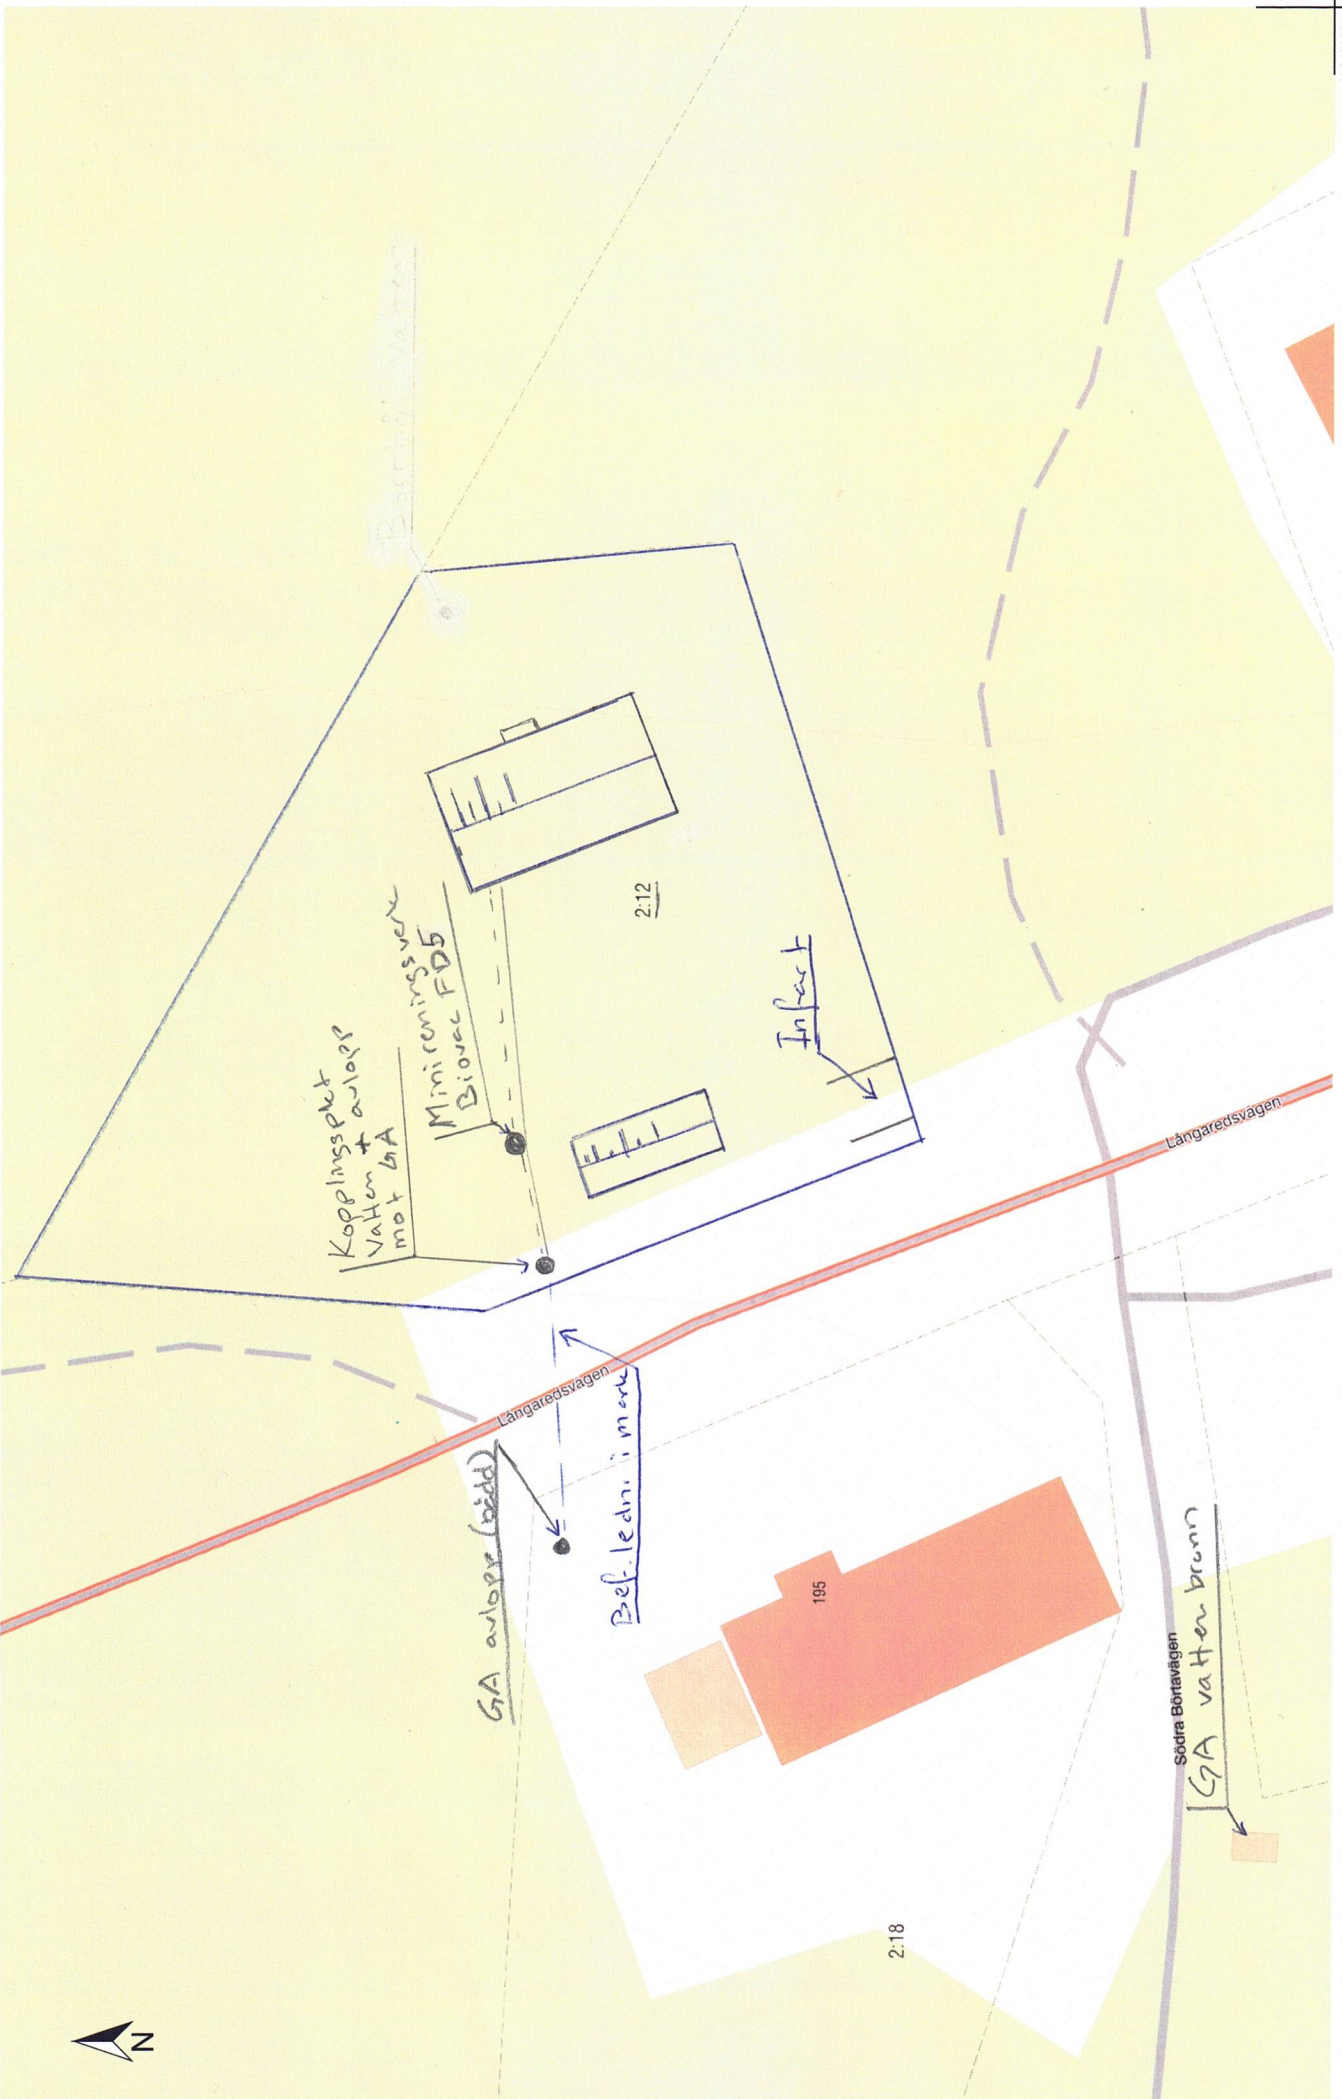 Kopplingspkt
Vatten + avlopp
mot GA
Minireningsverk
Biovac FD5
2:12
Infart
Långaredsvägen
Långaredsvägen
GA avlopp (bädd)
Bef. ledn. i mark
195
Södra Börtavägen
GA vatten brunn
2:18
N